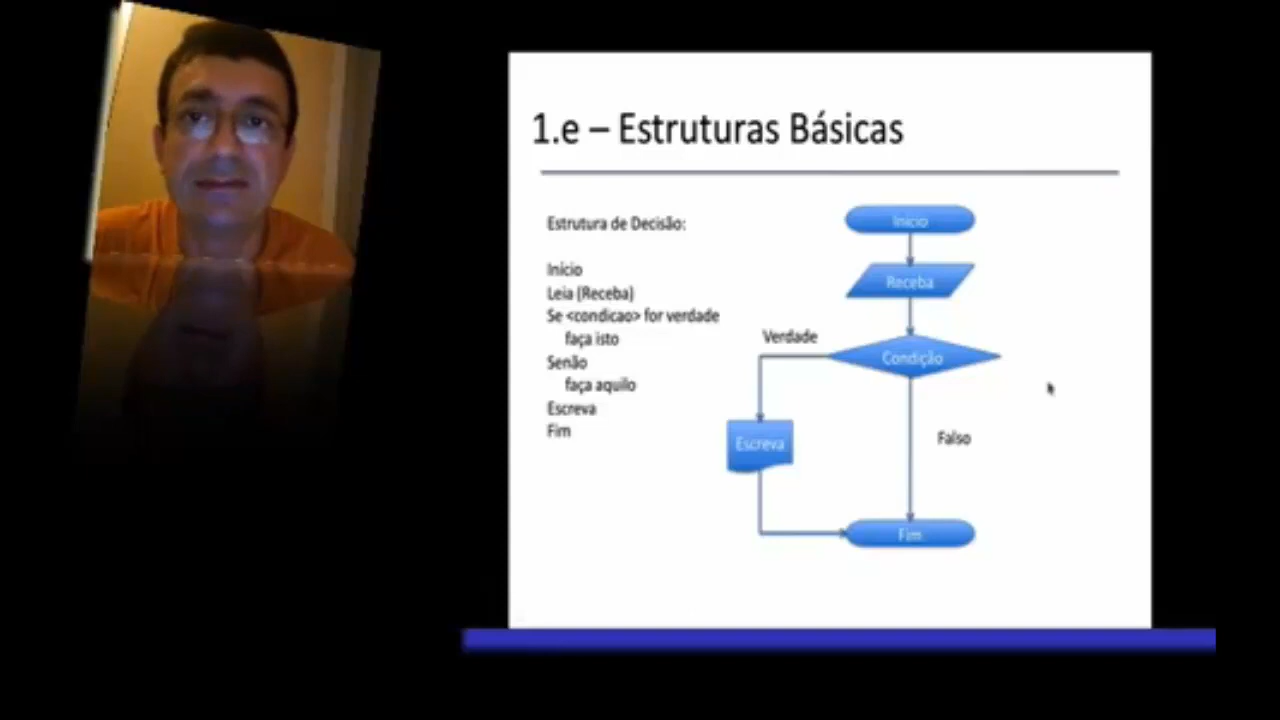 1.e – Estruturas Básicas
Estrutura de Decisão:
Início
Leia (Receba)
Se <condicao> for verdade
faça isto
Senão
faça aquilo
Escreva
Fim
Início
Receba
Verdade
Condição
Escreva
Falso
Fim